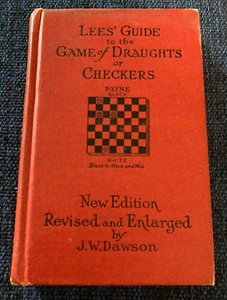 LEES' GUIDE
to the
GAME of DRAUGHTS
or
CHECKERS
PAYNE
BLACK
WHITE
Black to Move and Win
New Edition
Revised and Enlarged
by
J.W. DAWSON